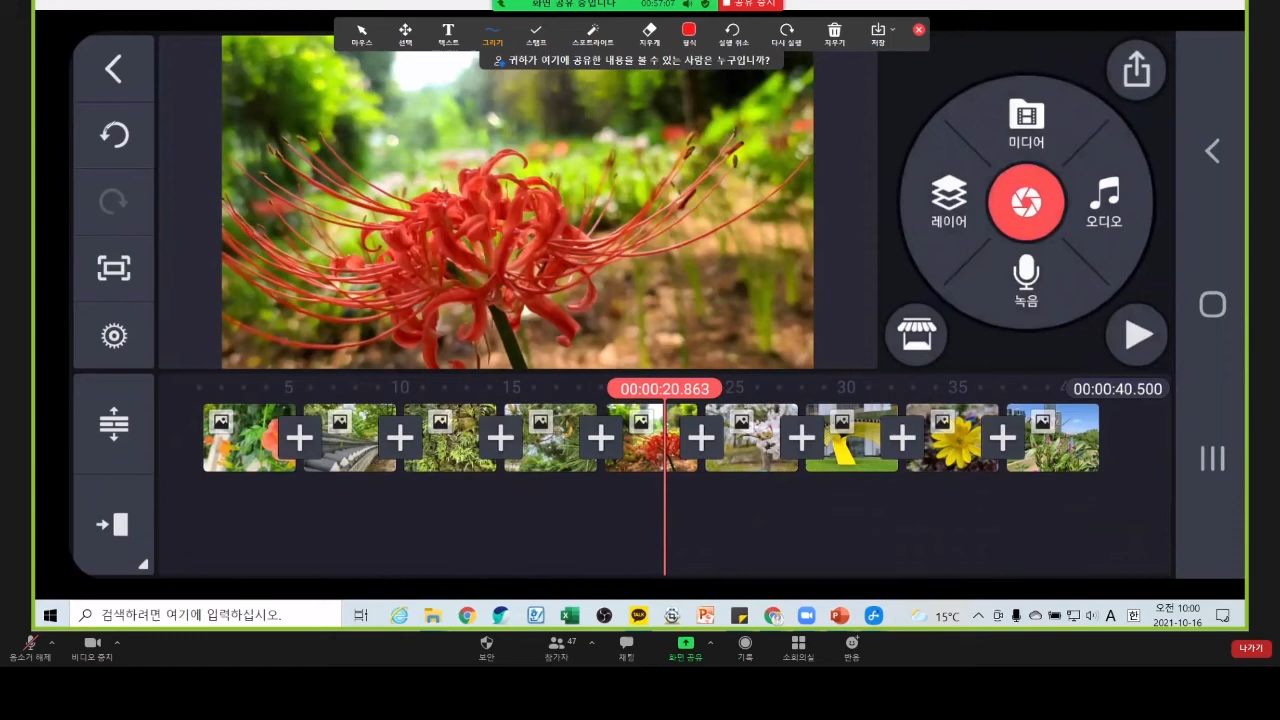 화면 공유 중입니다 00:57:07 공유 중지
마우스 선택 텍스트 그리기 스탬프 스포트라이트 지우개 형식 실행 취소 다시 실행 지우기 저장
귀하가 여기에 공유한 내용을 볼 수 있는 사람은 누구입니까?
미디어
레이어
오디오
녹음
5 10 15 00:00:20.863 25 30 35 00:00:40.500
검색하려면 여기에 입력하십시오.
TALK
15°C
A
한
오전 10:00
2021-10-16
음소거 해제 비디오 중지 보안 참가자 47 채팅 화면 공유 기록 소회의실 반응 나가기